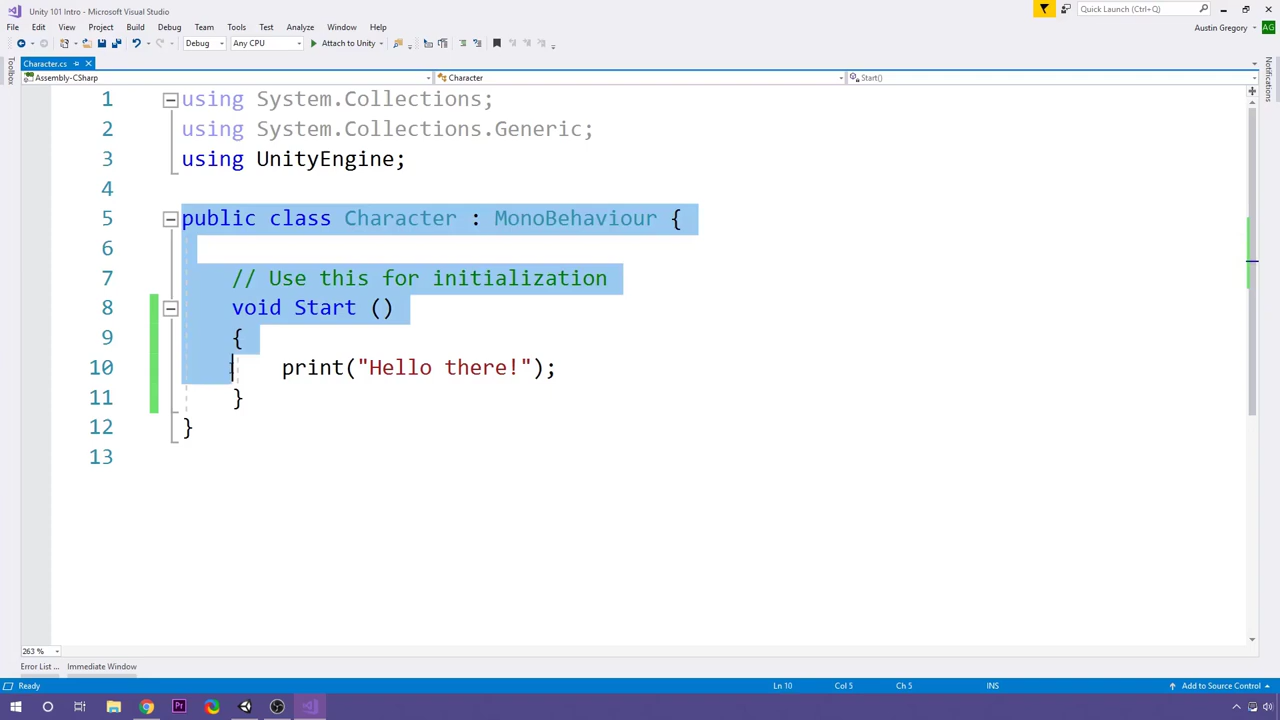 Unity 101 Intro - Microsoft Visual Studio
Quick Launch (Ctrl+Q)
File Edit View Project Build Debug Team Tools Test Analyze Window Help
Austin Gregory AG
Debug Any CPU Attach to Unity
Toolbox
Character.cs
Notifications
Assembly-CSharp Character Start()
1 using System.Collections;
2 using System.Collections.Generic;
3 using UnityEngine;
4
5 public class Character : MonoBehaviour {
6
7 // Use this for initialization
8 void Start ()
9 {
10 print("Hello there!");
11 }
12 }
13
263 %
Error List ... Immediate Window
Ready Ln 10 Col 5 Ch 5 INS Add to Source Control
Pr